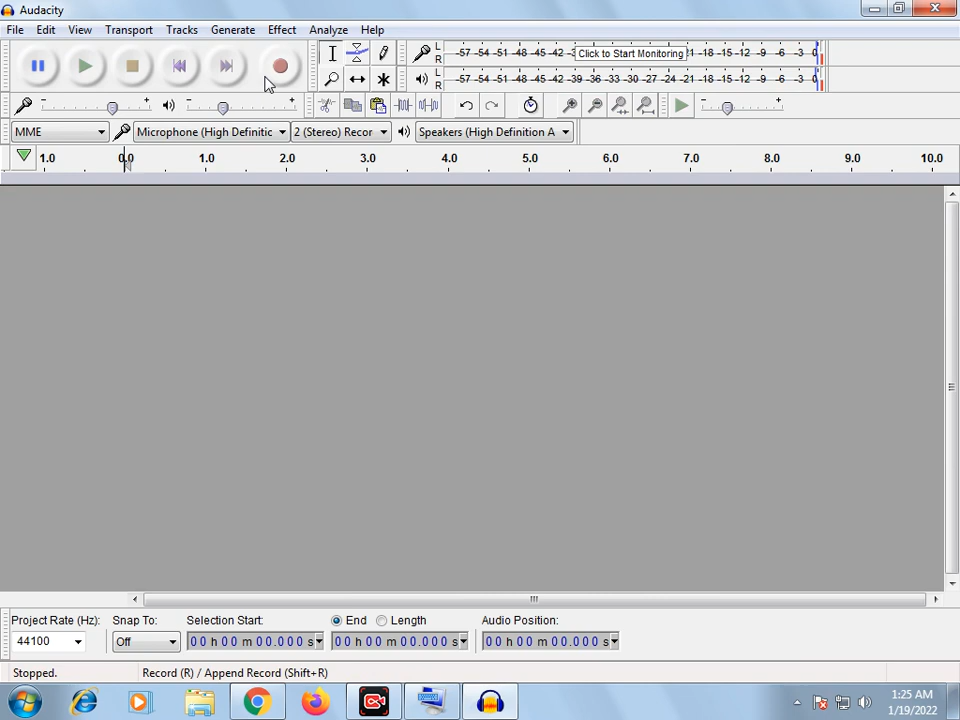 Audacity
File Edit View Transport Tracks Generate Effect Analyze Help
L -57 -54 -51 -48 -45 -42 Click to Start Monitoring -18 -15 -12 -9 -6 -3 0
R
L -57 -54 -51 -48 -45 -42 -39 -36 -33 -30 -27 -24 -21 -18 -15 -12 -9 -6 -3 0
R
- + - + - +
MME Microphone (High Definitic 2 (Stereo) Recor Speakers (High Definition A
1.0 0.0 1.0 2.0 3.0 4.0 5.0 6.0 7.0 8.0 9.0 10.0
Project Rate (Hz): Snap To: Selection Start: End Length Audio Position:
44100 Off 00 h 00 m 00.000 s 00 h 00 m 00.000 s 00 h 00 m 00.000 s
Stopped. Record (R) / Append Record (Shift+R)
1:25 AM
1/19/2022